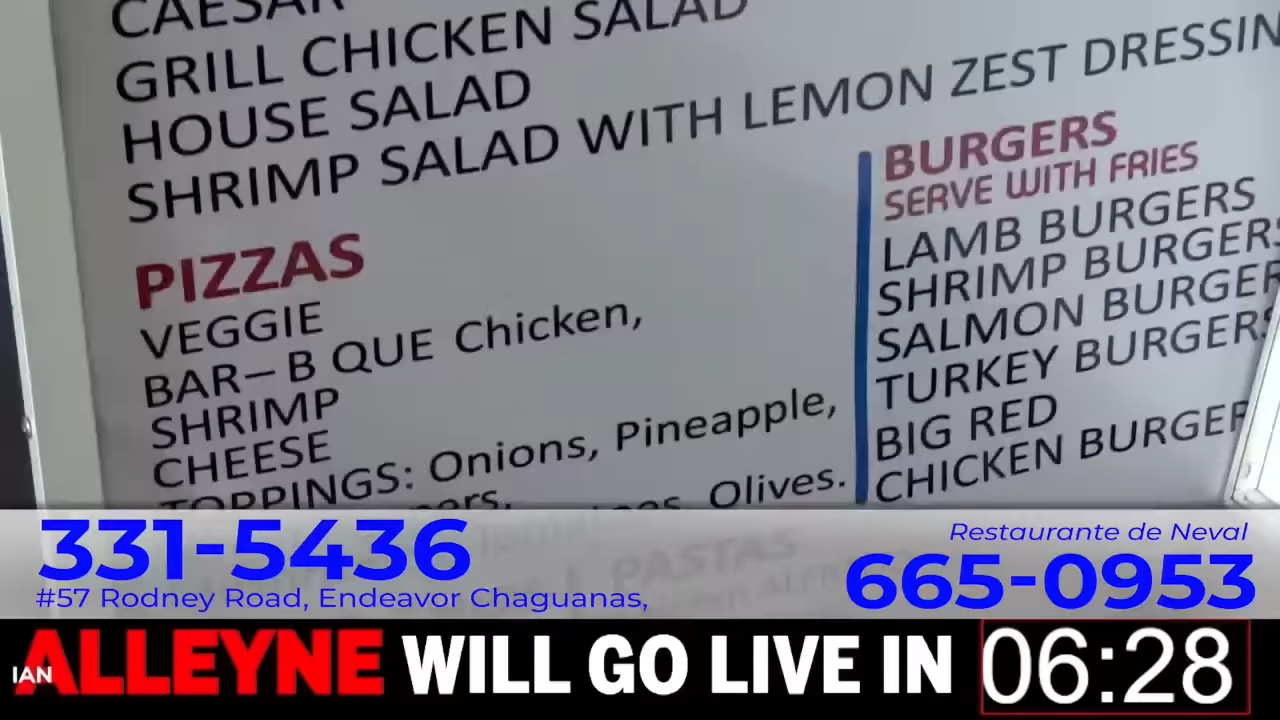 CAESAR
GRILL CHICKEN SALAD
HOUSE SALAD
SHRIMP SALAD WITH LEMON ZEST DRESSIN
PIZZAS
VEGGIE
BAR–B QUE Chicken,
SHRIMP
CHEESE
TOPPINGS: Onions, Pineapple,
Olives.
BURGERS
SERVE WITH FRIES
LAMB BURGERS
SHRIMP BURGERS
SALMON BURGER
TURKEY BURGERS
BIG RED
CHICKEN BURGER
PASTAS
331-5436
#57 Rodney Road, Endeavor Chaguanas,
Restaurante de Neval
665-0953
IAN ALLEYNE WILL GO LIVE IN 06:28